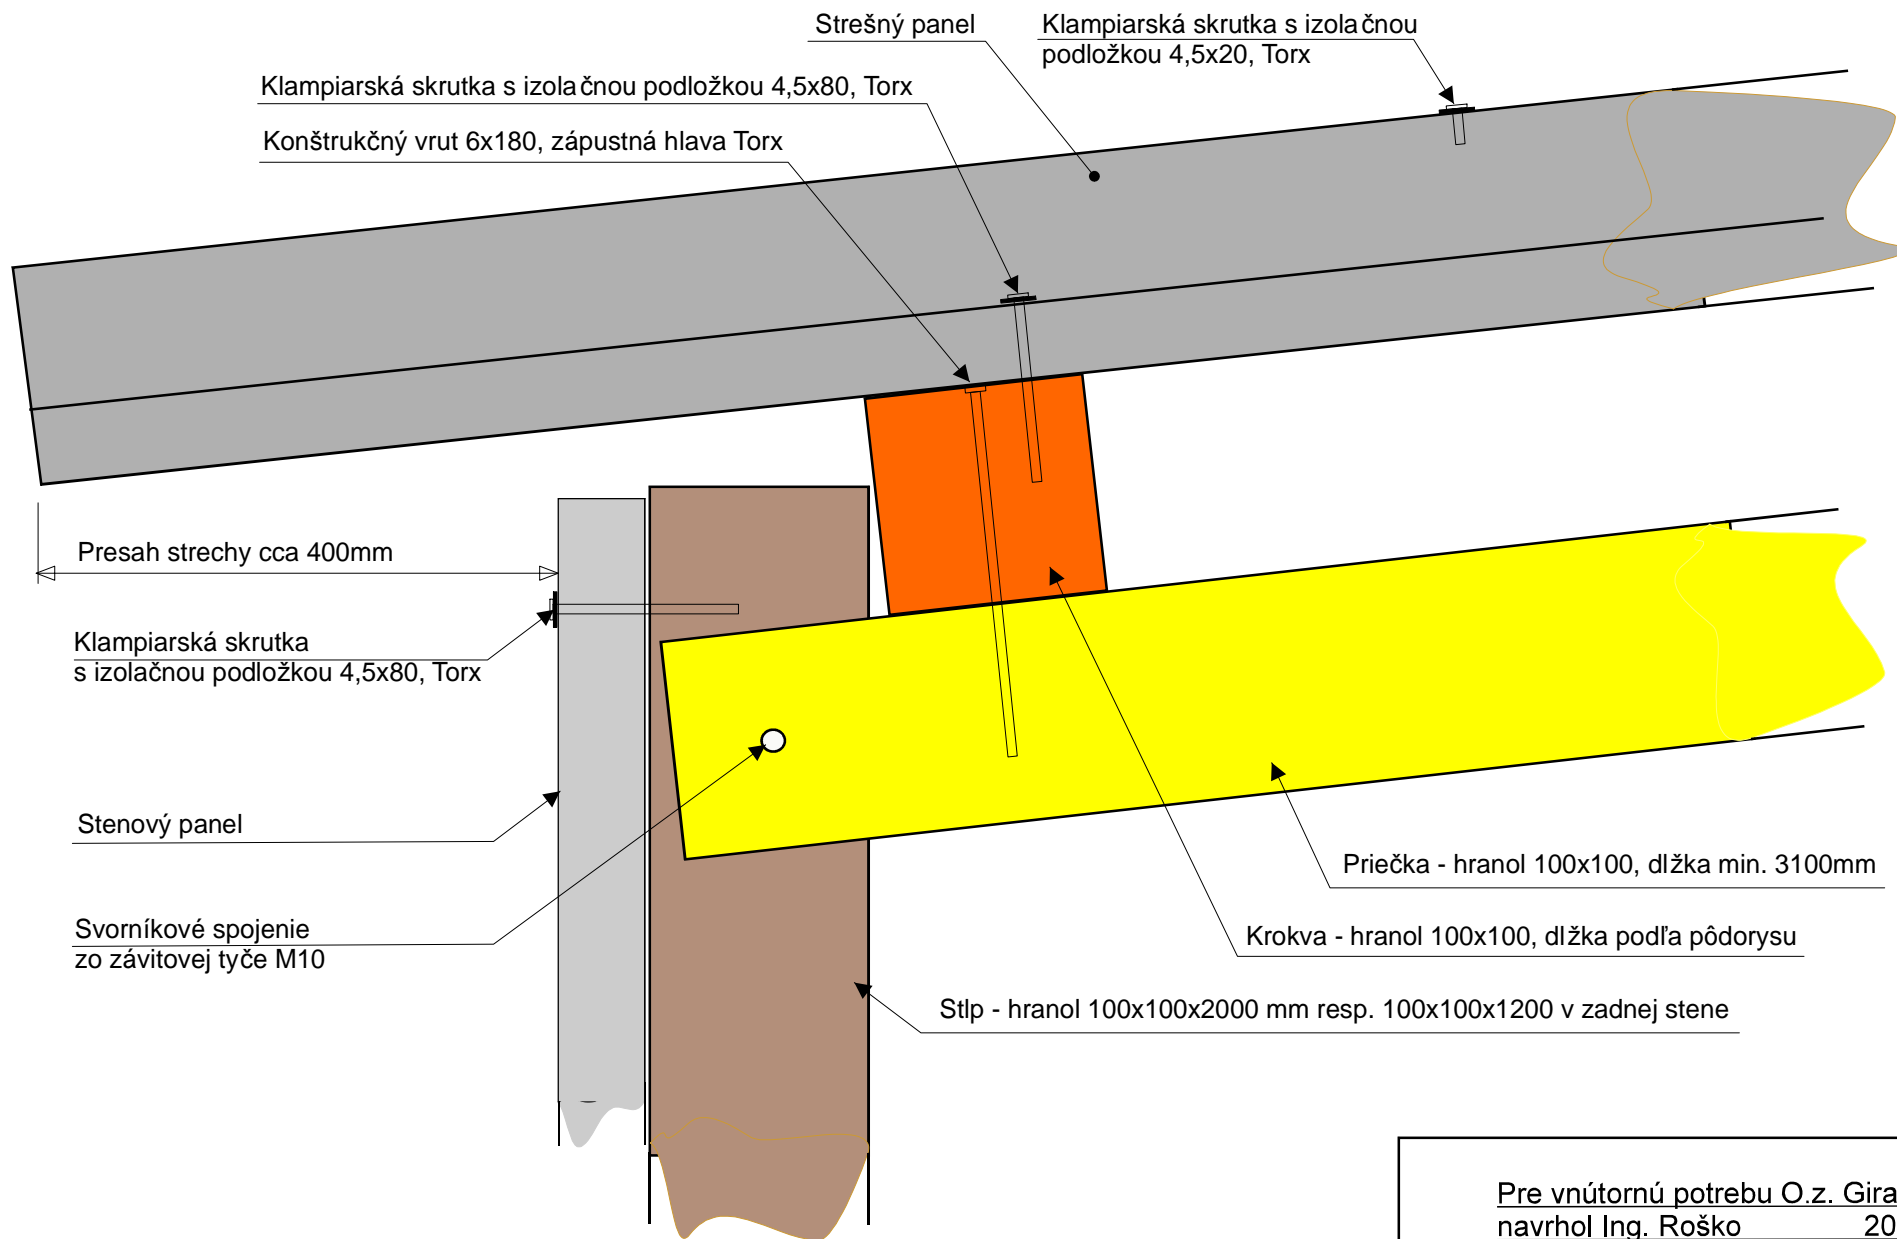 Strešný panel
Klampiarská skrutka s izolačnou
podložkou 4,5x20, Torx
Klampiarská skrutka s izolačnou podložkou 4,5x80, Torx
Konštrukčný vrut 6x180, zápustná hlava Torx
Presah strechy cca 400mm
Klampiarská skrutka
s izolačnou podložkou 4,5x80, Torx
Stenový panel
Svorníkové spojenie
zo závitovej tyče M10
Priečka - hranol 100x100, dlžka min. 3100mm
Krokva - hranol 100x100, dlžka podľa pôdorysu
Stlp - hranol 100x100x2000 mm resp. 100x100x1200 v zadnej stene
Pre vnútornú potrebu O.z. Gira
navrhol Ing. Roško 20